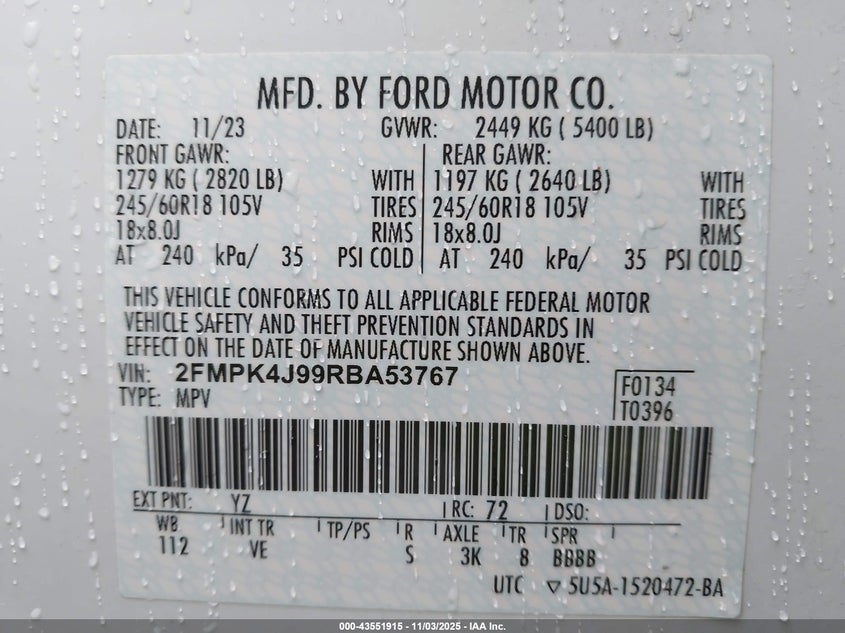 MFD. BY FORD MOTOR CO.
DATE: 11/23 GVWR: 2449 KG ( 5400 LB)
FRONT GAWR: REAR GAWR:
1279 KG ( 2820 LB) WITH 1197 KG ( 2640 LB) WITH
245/60R18 105V TIRES 245/60R18 105V TIRES
18x8.0J RIMS 18x8.0J RIMS
AT 240 kPa/ 35 PSI COLD AT 240 kPa/ 35 PSI COLD
THIS VEHICLE CONFORMS TO ALL APPLICABLE FEDERAL MOTOR
VEHICLE SAFETY AND THEFT PREVENTION STANDARDS IN
EFFECT ON THE DATE OF MANUFACTURE SHOWN ABOVE.
VIN: 2FMPK4J99RBA53767
TYPE: MPV F0134
T0396
EXT PNT: YZ RC: 72 DSO:
WB INT TR TP/PS R AXLE TR SPR
112 VE S 3K 8 BBBB
UTC ▽ 5U5A-1520472-BA
000-43551915 - 11/03/2025 - IAA Inc.